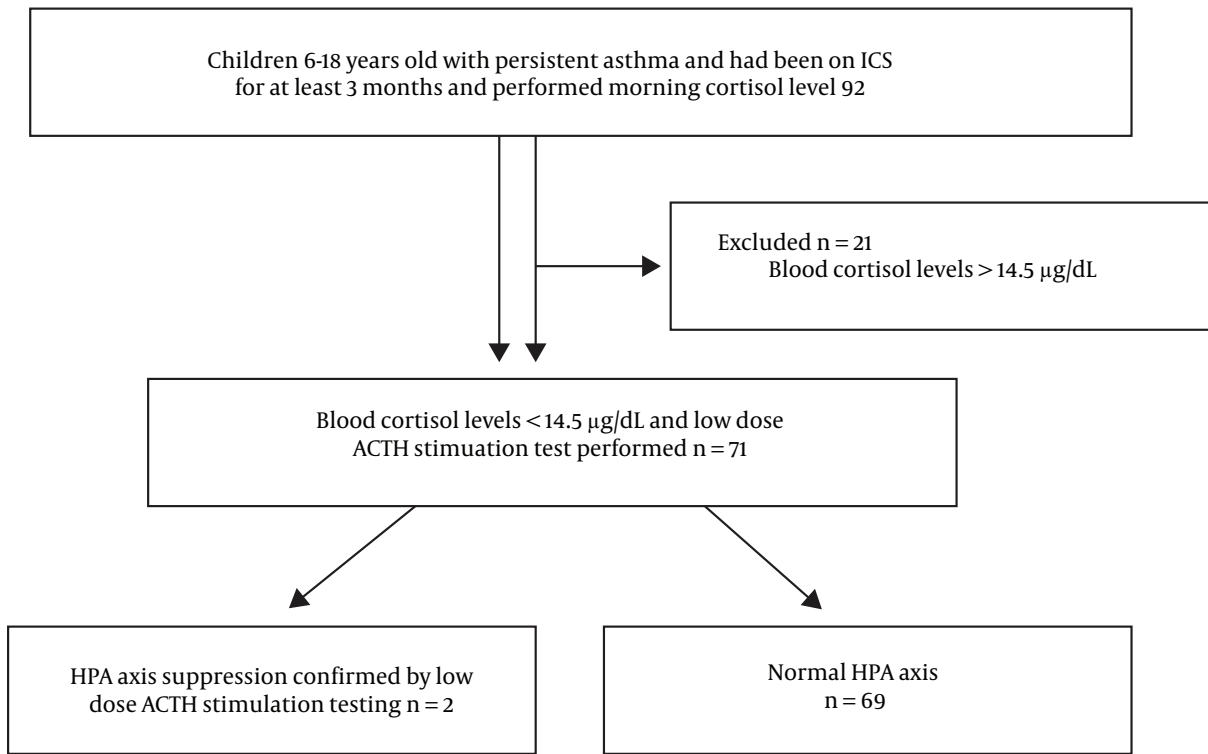 Children 6-18 years old with persistent asthma and had been on ICS
for at least 3 months and performed morning cortisol level 92
Excluded n = 21
Blood cortisol levels > 14.5 μg/dL
Blood cortisol levels < 14.5 μg/dL and low dose
ACTH stimuation test performed n = 71
HPA axis suppression confirmed by low
dose ACTH stimulation testing n = 2
Normal HPA axis
n = 69